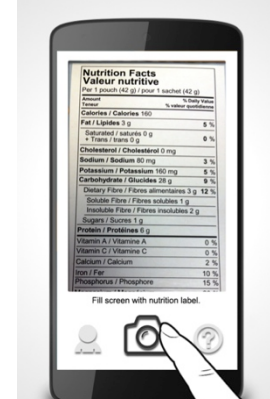 Nutrition Facts
Valeur nutritive
Per 1 pouch (42 g) / pour 1 sachet (42 g)
Amount % Daily Value
Teneur % valeur quotidienne
Calories / Calories 160
Fat / Lipides 3 g 5 %
Saturated / saturés 0 g
+ Trans / trans 0 g 0 %
Cholesterol / Cholestérol 0 mg
Sodium / Sodium 80 mg 3 %
Potassium / Potassium 160 mg 5 %
Carbohydrate / Glucides 28 g 9 %
Dietary Fibre / Fibres alimentaires 3 g 12 %
Soluble Fibre / Fibres solubles 1 g
Insoluble Fibre / Fibres insolubles 2 g
Sugars / Sucres 1 g
Protein / Protéines 6 g
Vitamin A / Vitamine A 0 %
Vitamin C / Vitamine C 0 %
Calcium / Calcium 2 %
Iron / Fer 10 %
Phosphorus / Phosphore 15 %
Fill screen with nutrition label.
?